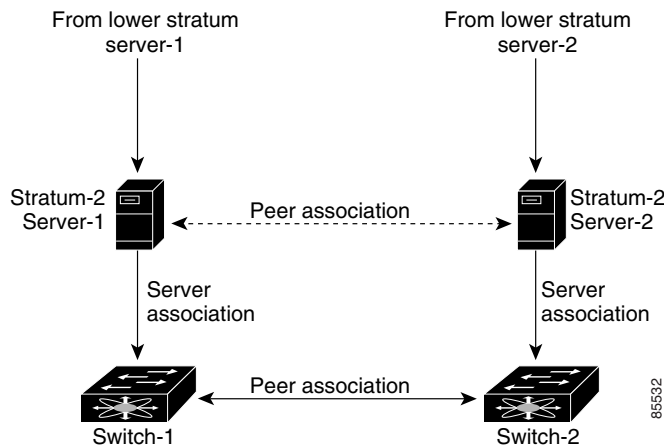 From lower stratum
server-1
From lower stratum
server-2
Stratum-2
Server-1
Peer association
Stratum-2
Server-2
Server
association
Server
association
Peer association
Switch-1
Switch-2
85532